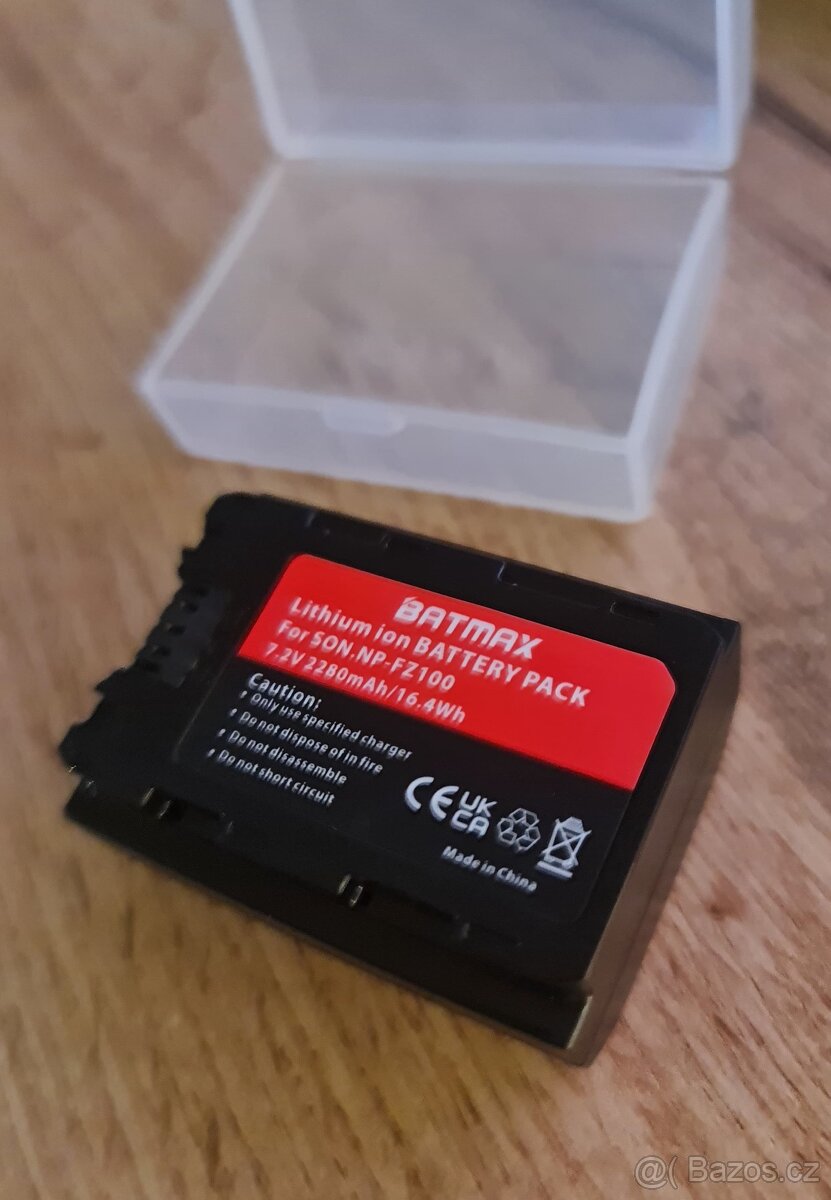 BATMAX
Lithium ion BATTERY PACK
For SON.NP-FZ100
7.2V 2280mAh/16.4Wh
Caution:
• Only use specified charger
• Do not dispose of in fire
• Do not disassemble
• Do not short circuit
CE UK CA
Made in China
@( Bazos.cz